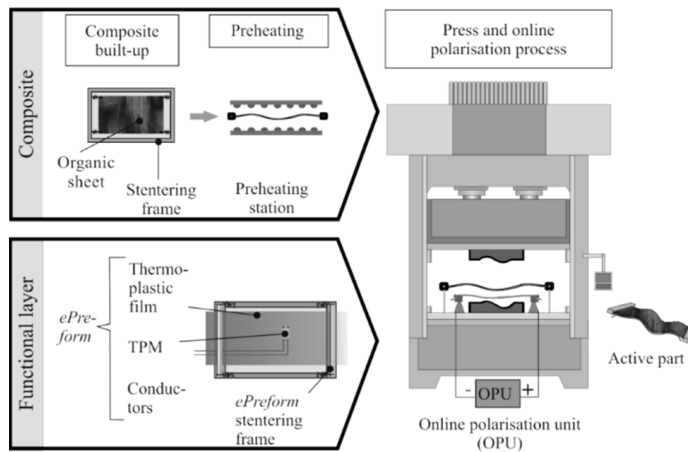 Composite
Composite
built-up
Preheating
Organic
sheet
Stentering
frame
Preheating
station
Functional layer
ePre-
form
Thermo-
plastic
film
TPM
Conduc-
tors
ePreform
stentering
frame
Press and online
polarisation process
- OPU +
Active part
Online polarisation unit
(OPU)